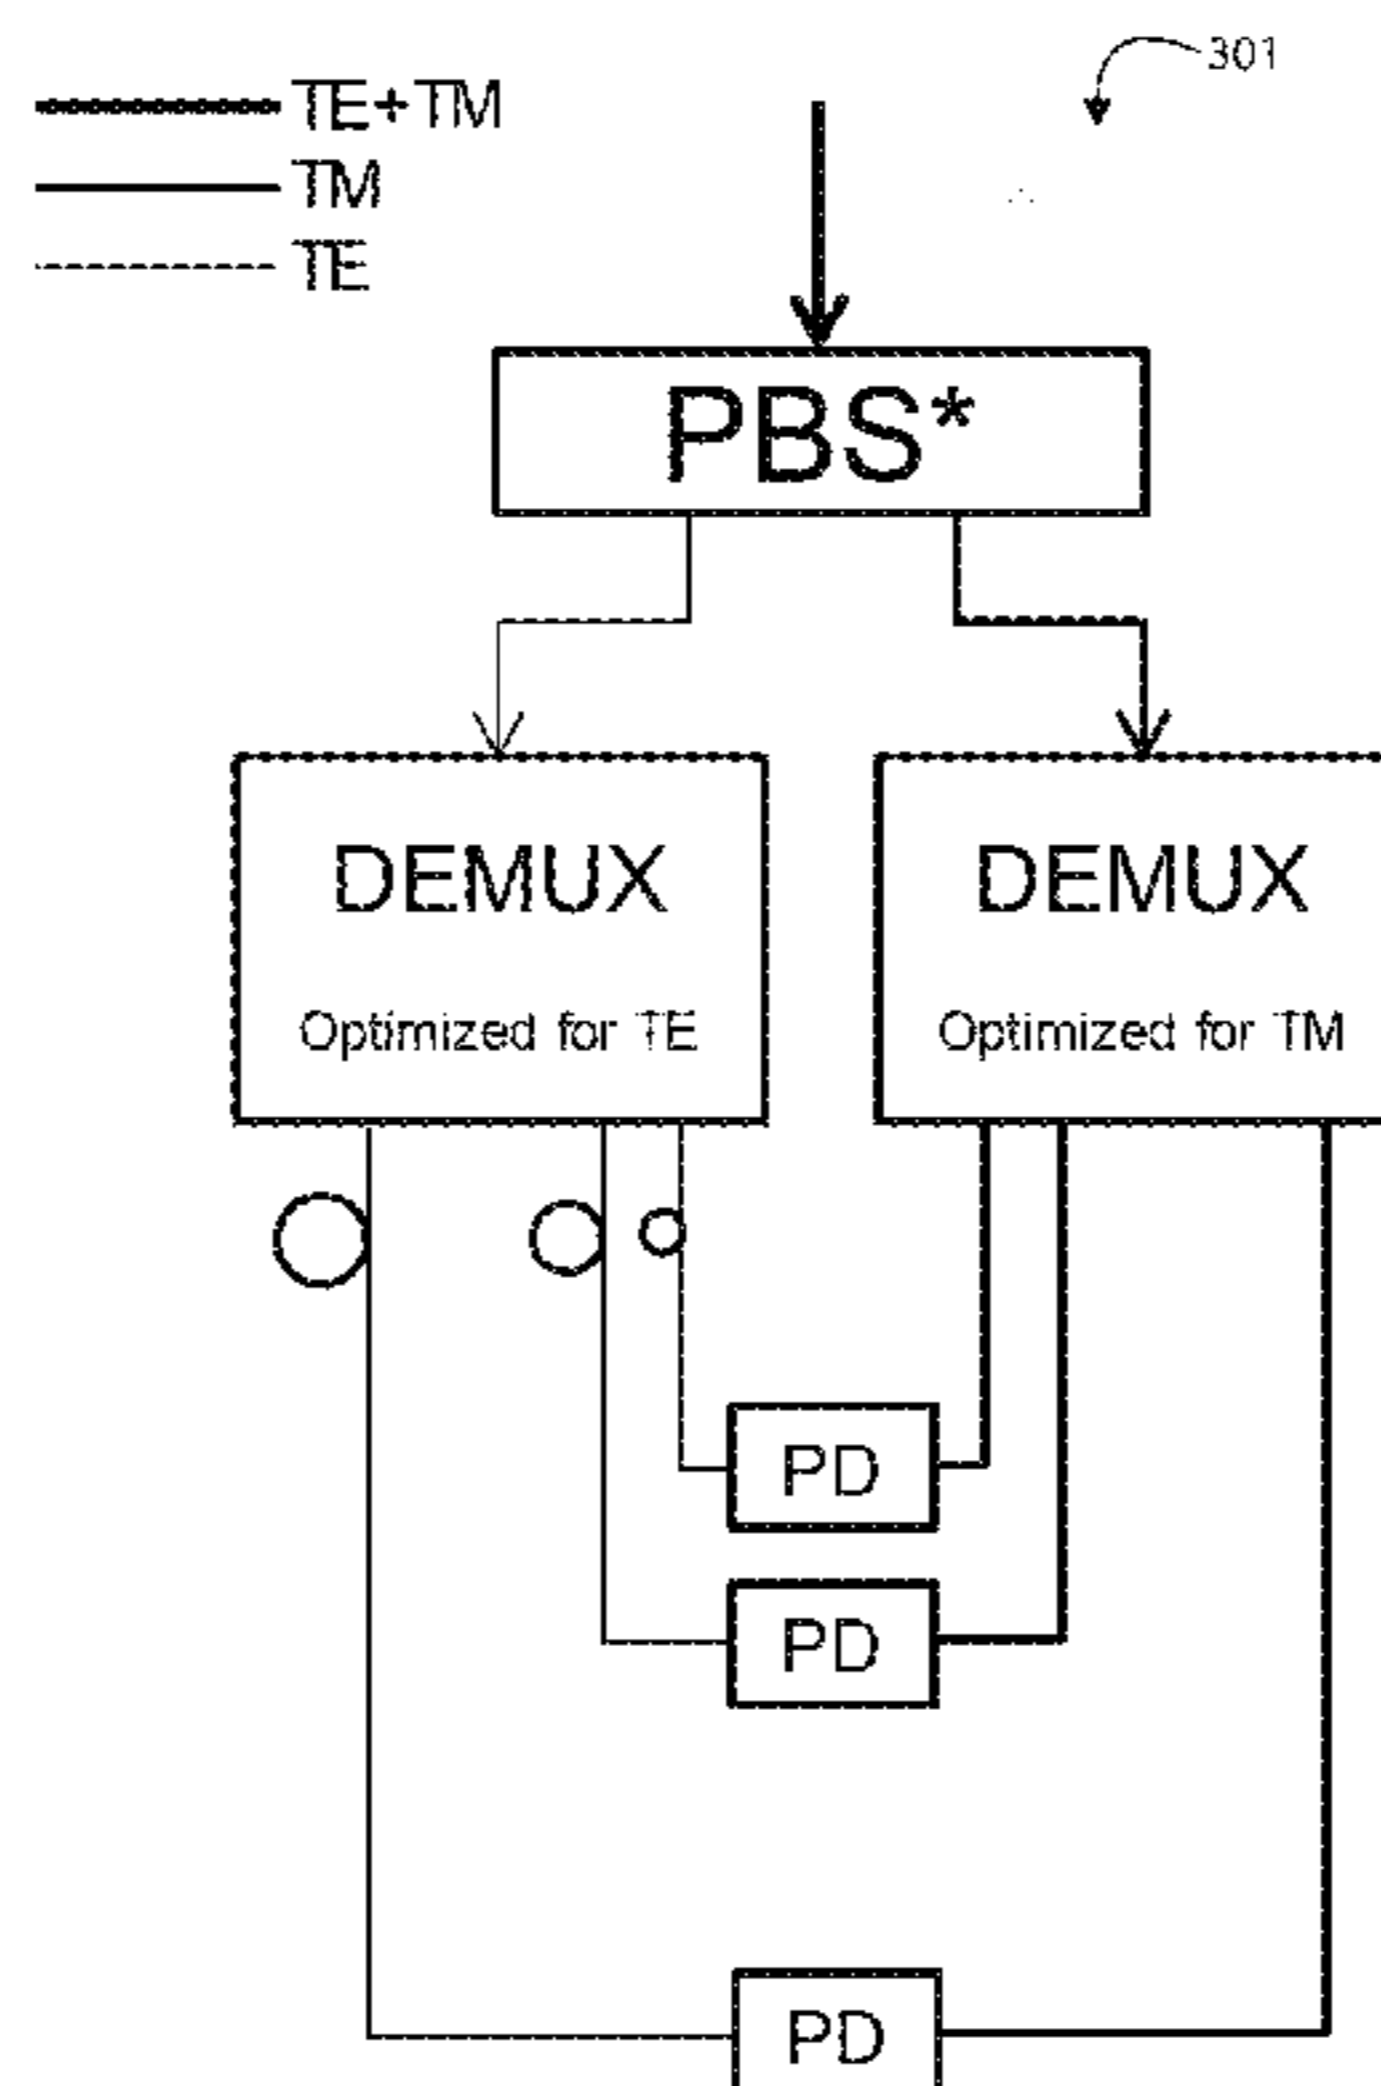 301
TE+TM
TM
TE
PBS*
DEMUX
Optimized for TE
DEMUX
Optimized for TM
PD
PD
PD